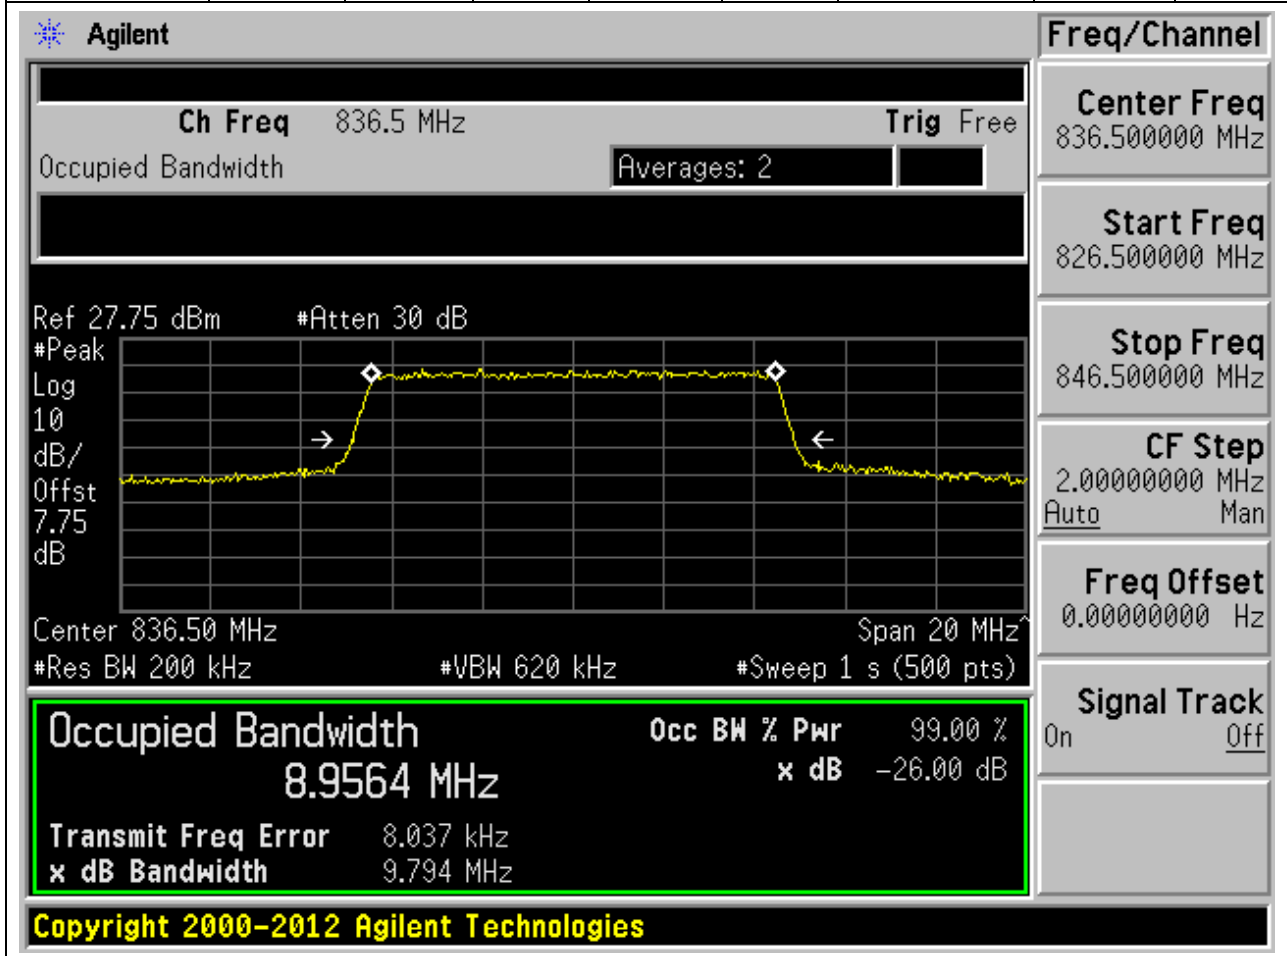 Agilent
Freq/Channel
Ch Freq 836.5 MHz Trig Free
Occupied Bandwidth Averages: 2
Center Freq
836.500000 MHz
Start Freq
826.500000 MHz
Stop Freq
846.500000 MHz
CF Step
2.00000000 MHz
Auto Man
Freq Offset
0.00000000 Hz
Signal Track
On Off
Ref 27.75 dBm #Atten 30 dB
#Peak
Log
10
dB/
Offst
7.75
dB
Center 836.50 MHz Span 20 MHz^
#Res BW 200 kHz #VBW 620 kHz #Sweep 1 s (500 pts)
Occupied Bandwidth
8.9564 MHz
Occ BW % Pwr 99.00 %
x dB -26.00 dB
Transmit Freq Error 8.037 kHz
x dB Bandwidth 9.794 MHz
Copyright 2000-2012 Agilent Technologies